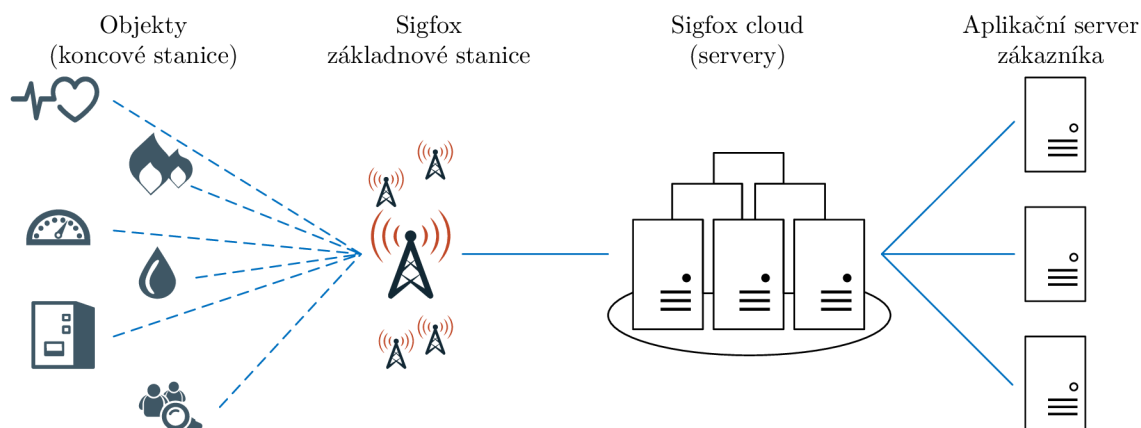 Objekty
(koncové stanice)
Sigfox
základnové stanice
Sigfox cloud
(servery)
Aplikační server
zákazníka